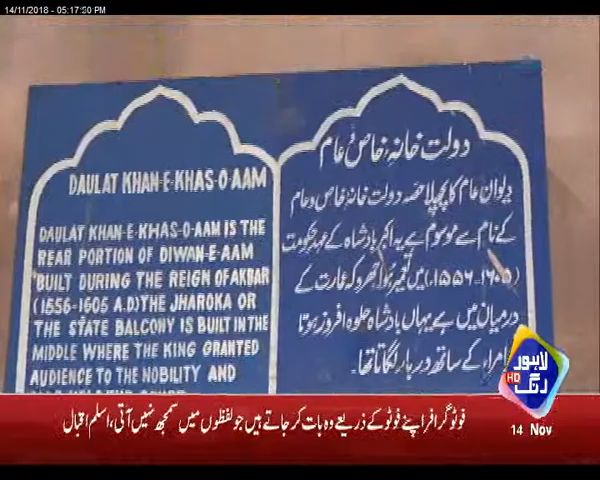 14/11/2018 - 05:17:50 PM
DAULAT KHAN-E-KHAS-O-AAM
DAULAT KHAN-E-KHAS-O-AAM IS THE
REAR PORTION OF DIWAN-E-AAM
BUILT DURING THE REIGN OF AKBAR
(1556-1605 A.D) THE JHAROKA OR
THE STATE BALCONY IS BUILT IN THE
MIDDLE WHERE THE KING GRANTED
AUDIENCE TO THE NOBILITY AND
دولت خانہ خاص و عام
دیوان عام کا پچھلا حصہ دولت خانہ خاص و عام
کے نام سے موسوم ہے یہ اکبر بادشاہ کے عہد حکومت
(۱۶۰۵-۱۵۵۶ء) میں تعمیر ہوا جھروکہ عمارت کے
درمیان میں ہے یہاں بادشاہ جلوہ افروز ہوتا
امراء کے ساتھ دربار لگاتا تھا۔
لاہور
رنگ
HD
14 Nov
فوٹو گرافر اپنے فوٹو کے ذریعے وہ بات کر جاتے ہیں جو لفظوں میں سمجھ نہیں آتی، اسلم اقبال